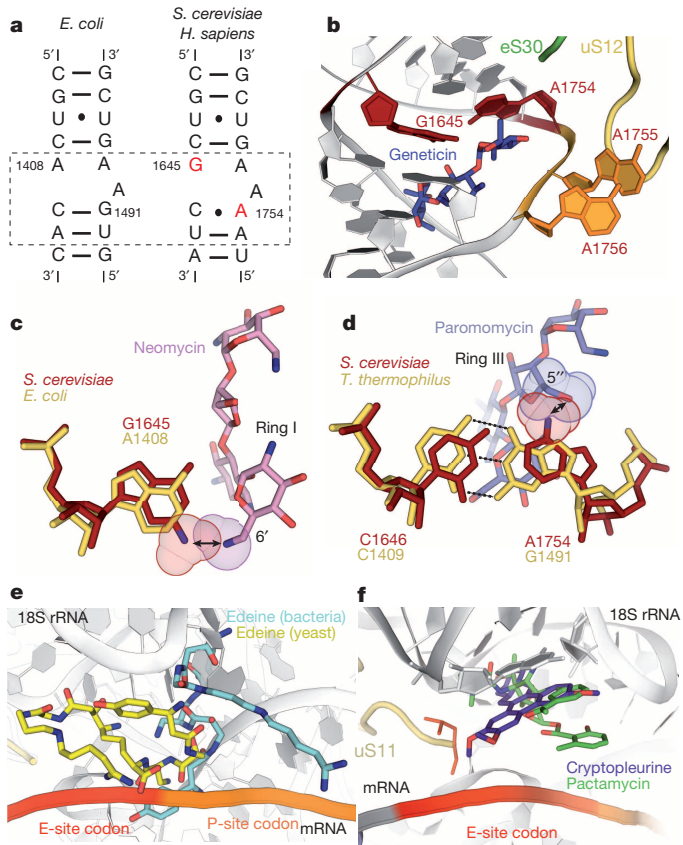 a
E. coli
S. cerevisiae
H. sapiens
5′ 3′ 5′ 3′
C G C G
G C G C
U • U U • U
C G C G
1408 A A 1645 G A
A A
C G 1491 C • A 1754
A U U A
C G A U
3′ 5′ 3′ 5′
b
eS30 uS12
A1754
G1645
A1755
Geneticin
A1756
c
Neomycin
S. cerevisiae
E. coli
G1645
A1408
Ring I
6′
d
Paromomycin
Ring III
S. cerevisiae
T. thermophilus
5′′
C1646
C1409
A1754
G1491
e
18S rRNA
Edeine (bacteria)
Edeine (yeast)
E-site codon
P-site codon
mRNA
f
18S rRNA
uS11
Cryptopleurine
Pactamycin
mRNA
E-site codon